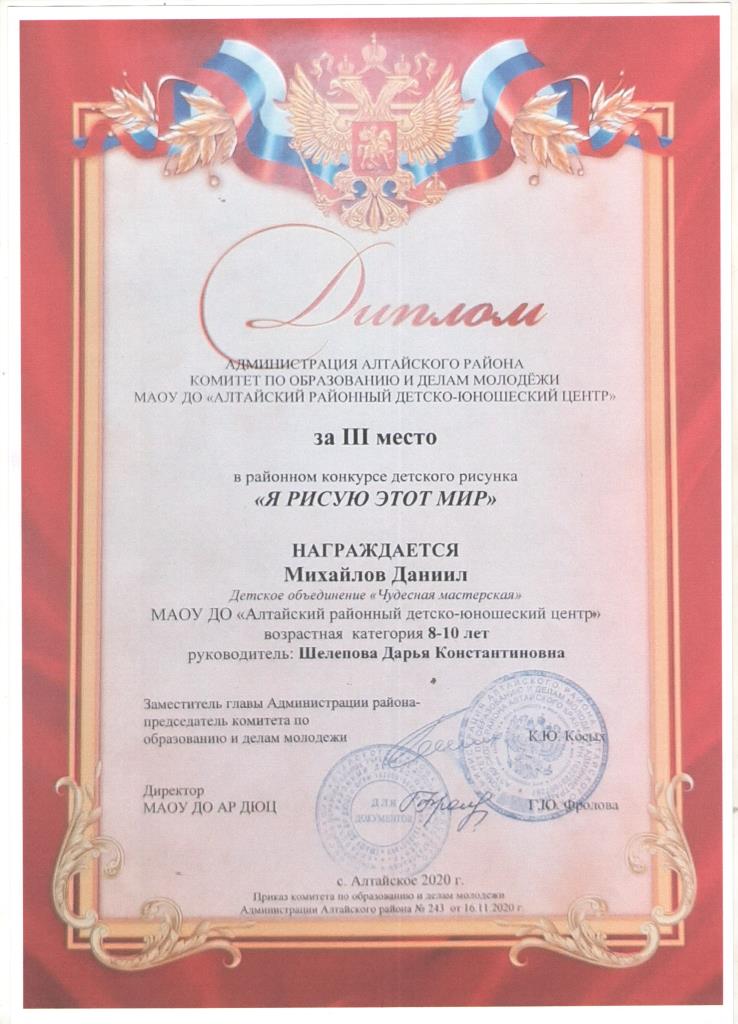 Диплом
АДМИНИСТРАЦИЯ АЛТАЙСКОГО РАЙОНА
КОМИТЕТ ПО ОБРАЗОВАНИЮ И ДЕЛАМ МОЛОДЁЖИ
МАОУ ДО «АЛТАЙСКИЙ РАЙОННЫЙ ДЕТСКО-ЮНОШЕСКИЙ ЦЕНТР»
за III место
в районном конкурсе детского рисунка
«Я РИСУЮ ЭТОТ МИР»
НАГРАЖДАЕТСЯ
Михайлов Даниил
Детское объединение «Чудесная мастерская»
МАОУ ДО «Алтайский районный детско-юношеский центр»
возрастная категория 8-10 лет
руководитель: Шелепова Дарья Константиновна
Заместитель главы Администрации района-
председатель комитета по
образованию и делам молодежи К.Ю. Косых
Директор
МАОУ ДО АР ДЮЦ Г.Ю. Фролова
ДЛЯ
ДОКУМЕНТОВ
с. Алтайское 2020 г.
Приказ комитета по образованию и делам молодежи
Администрации Алтайского района № 243 от 16.11.2020 г.